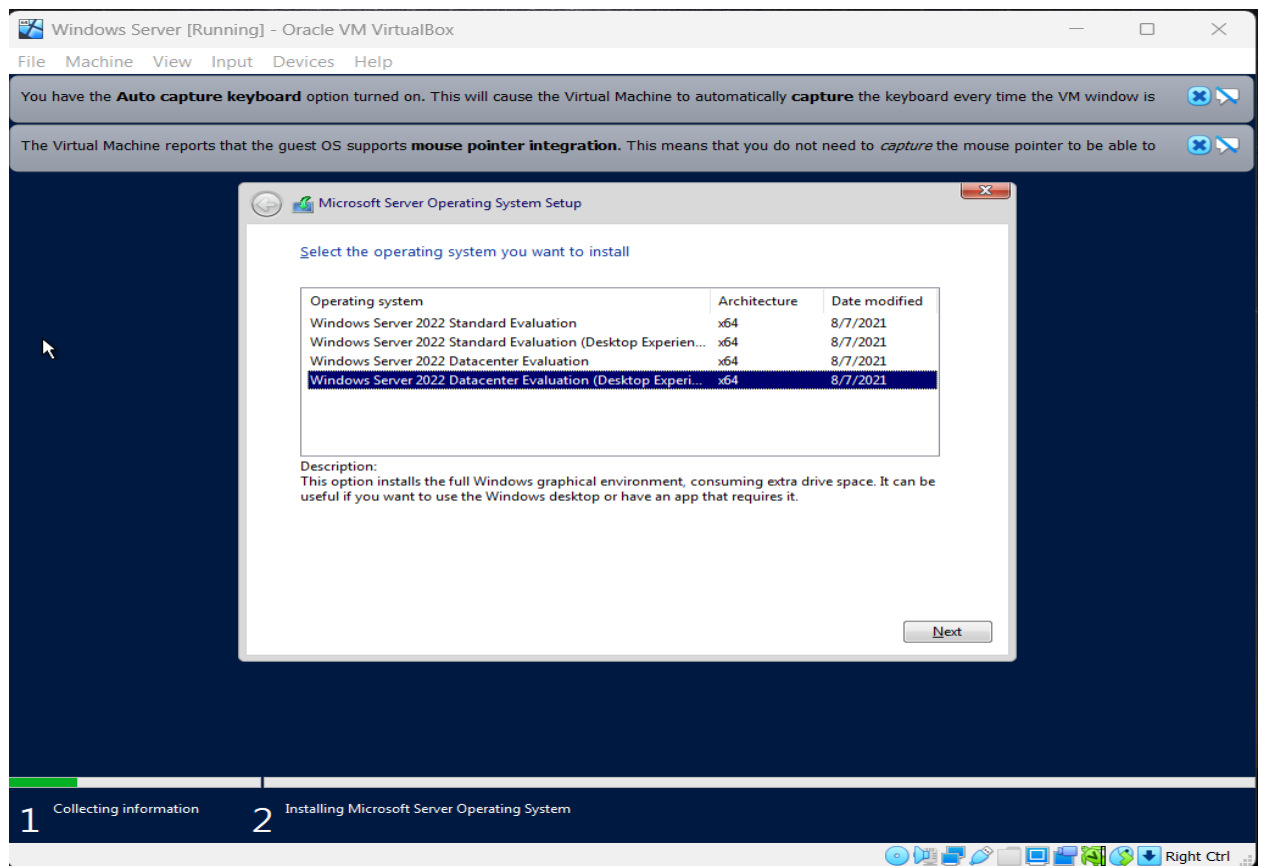 Windows Server [Running] - Oracle VM VirtualBox
File Machine View Input Devices Help
You have the Auto capture keyboard option turned on. This will cause the Virtual Machine to automatically capture the keyboard every time the VM window is
The Virtual Machine reports that the guest OS supports mouse pointer integration. This means that you do not need to capture the mouse pointer to be able to
Microsoft Server Operating System Setup
Select the operating system you want to install
Operating system Architecture Date modified
Windows Server 2022 Standard Evaluation x64 8/7/2021
Windows Server 2022 Standard Evaluation (Desktop Experien... x64 8/7/2021
Windows Server 2022 Datacenter Evaluation x64 8/7/2021
Windows Server 2022 Datacenter Evaluation (Desktop Experi... x64 8/7/2021
Description:
This option installs the full Windows graphical environment, consuming extra drive space. It can be
useful if you want to use the Windows desktop or have an app that requires it.
Next
1 Collecting information 2 Installing Microsoft Server Operating System
Right Ctrl